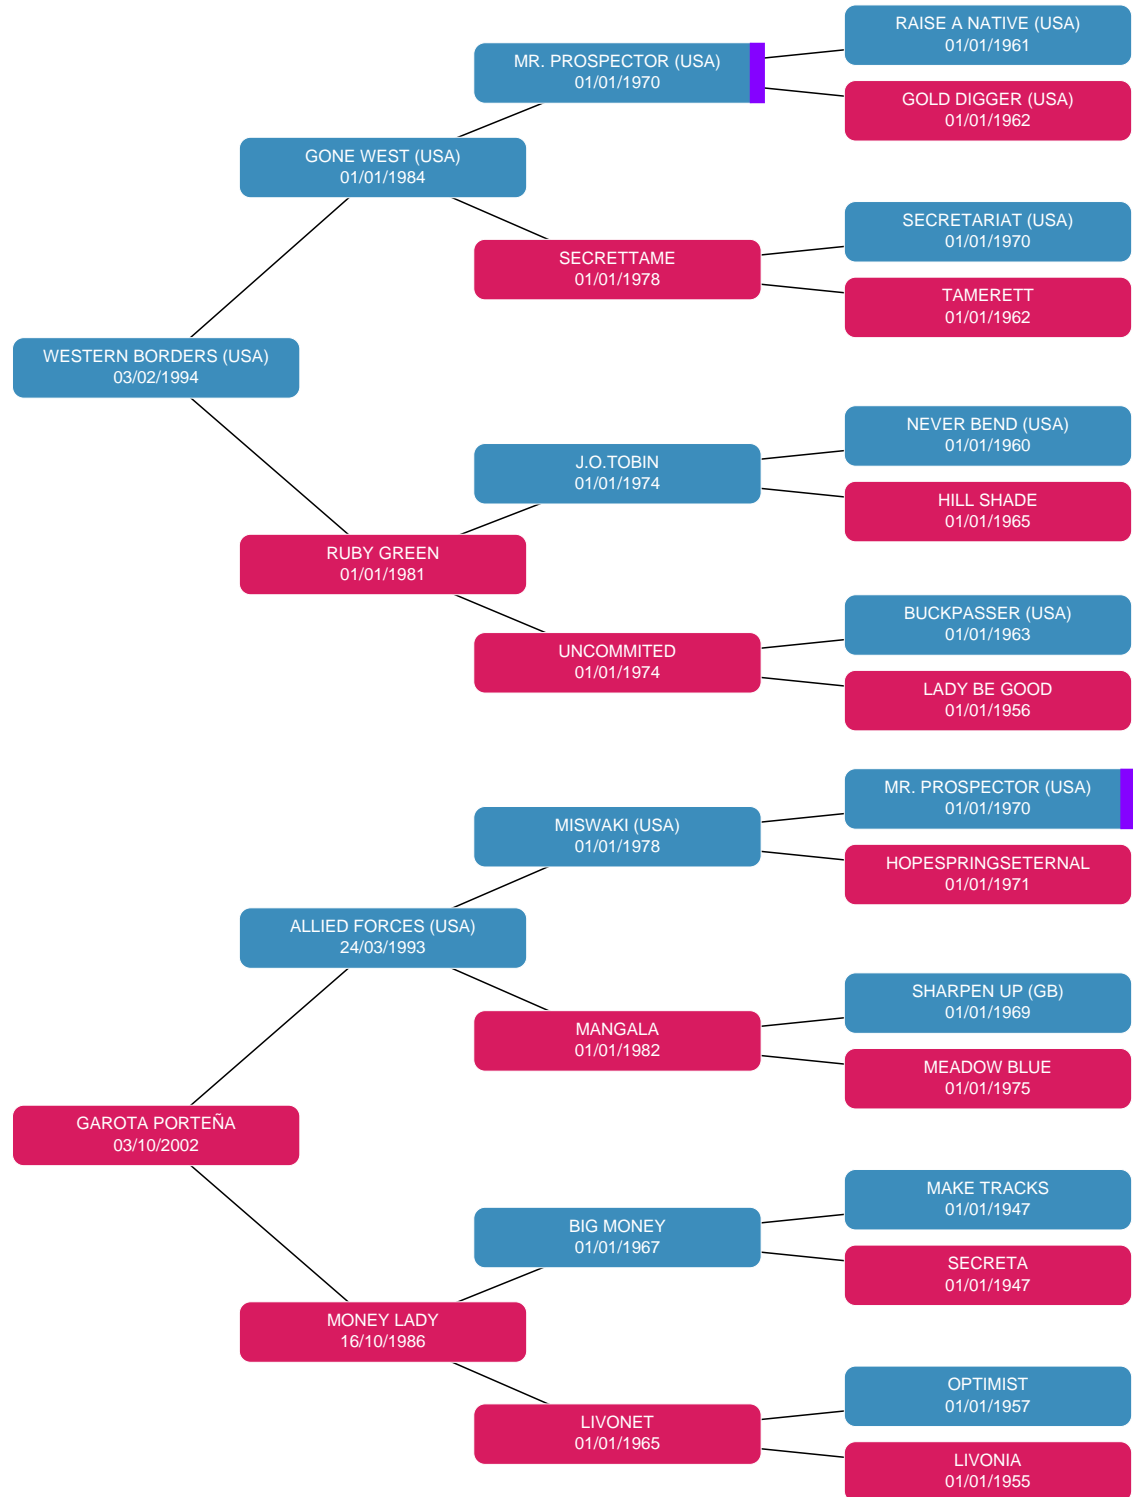 RAISE A NATIVE (USA)
01/01/1961
MR. PROSPECTOR (USA)
01/01/1970
GOLD DIGGER (USA)
01/01/1962
GONE WEST (USA)
01/01/1984
SECRETARIAT (USA)
01/01/1970
SECRETTAME
01/01/1978
TAMERETT
01/01/1962
WESTERN BORDERS (USA)
03/02/1994
NEVER BEND (USA)
01/01/1960
J.O.TOBIN
01/01/1974
HILL SHADE
01/01/1965
RUBY GREEN
01/01/1981
BUCKPASSER (USA)
01/01/1963
UNCOMMITED
01/01/1974
LADY BE GOOD
01/01/1956
MR. PROSPECTOR (USA)
01/01/1970
MISWAKI (USA)
01/01/1978
HOPESPRINGSETERNAL
01/01/1971
ALLIED FORCES (USA)
24/03/1993
SHARPEN UP (GB)
01/01/1969
MANGALA
01/01/1982
MEADOW BLUE
01/01/1975
GAROTA PORTEÑA
03/10/2002
MAKE TRACKS
01/01/1947
BIG MONEY
01/01/1967
SECRETA
01/01/1947
MONEY LADY
16/10/1986
OPTIMIST
01/01/1957
LIVONET
01/01/1965
LIVONIA
01/01/1955